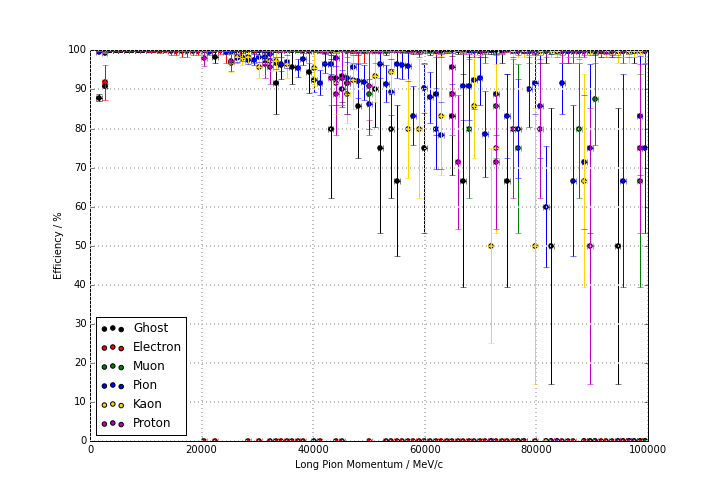 100
90
80
70
60
50
40
30
20
10
0
Efficiency / %
Ghost
Electron
Muon
Pion
Kaon
Proton
0 20000 40000 60000 80000 100000
Long Pion Momentum / MeV/c